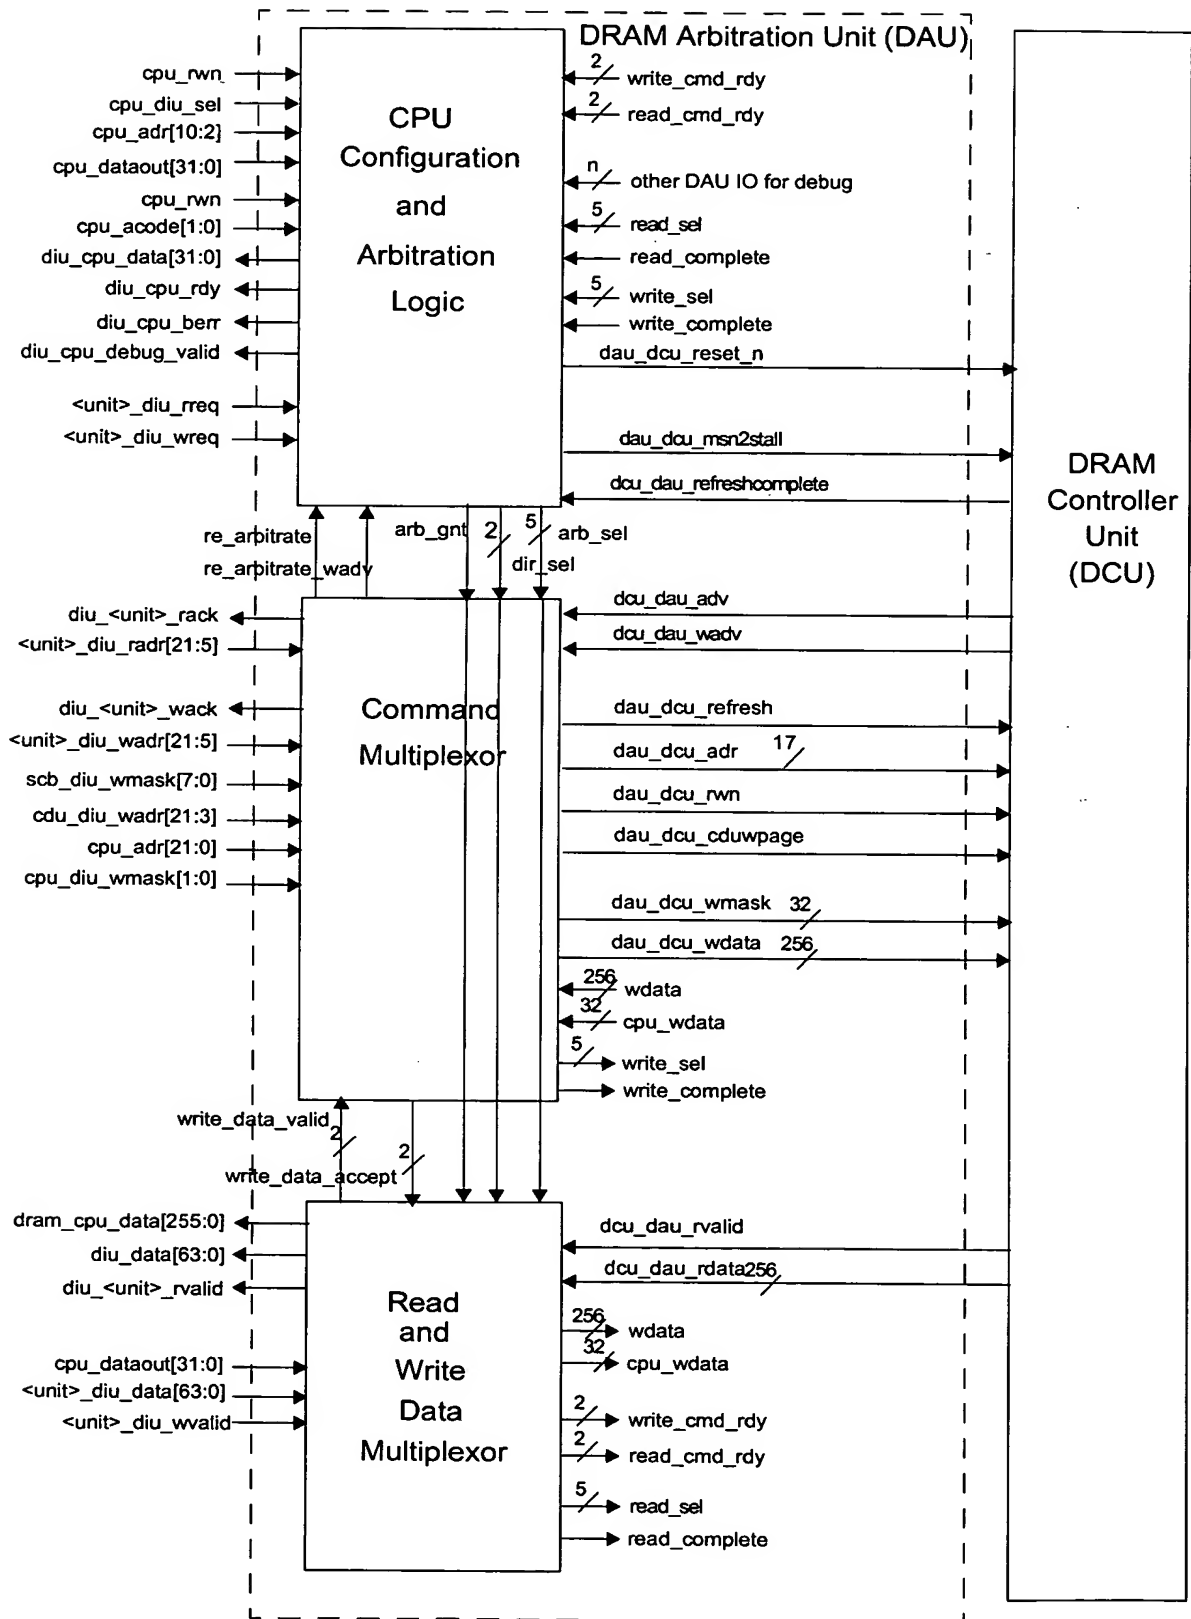 DRAM Arbitration Unit (DAU)
cpu_rwn
cpu_diu_sel
cpu_adr[10:2]
cpu_dataout[31:0]
cpu_rwn
cpu_acode[1:0]
diu_cpu_data[31:0]
diu_cpu_rdy
diu_cpu_berr
diu_cpu_debug_valid
<unit>_diu_rreq
<unit>_diu_wreq
CPU
Configuration
and
Arbitration
Logic
2
write_cmd_rdy
2
read_cmd_rdy
n
other DAU IO for debug
5
read_sel
read_complete
5
write_sel
write_complete
dau_dcu_reset_n
dau_dcu_msn2stall
dcu_dau_refreshcomplete
DRAM
Controller
Unit
(DCU)
re_arbitrate
re_arbitrate_wadv
arb_gnt
2
dir_sel
5
arb_sel
diu_<unit>_rack
<unit>_diu_radr[21:5]
diu_<unit>_wack
<unit>_diu_wadr[21:5]
scb_diu_wmask[7:0]
cdu_diu_wadr[21:3]
cpu_adr[21:0]
cpu_diu_wmask[1:0]
Command
Multiplexor
dcu_dau_adv
dcu_dau_wadv
dau_dcu_refresh
dau_dcu_adr 17
dau_dcu_rwn
dau_dcu_cduwpage
dau_dcu_wmask 32
dau_dcu_wdata 256
256
wdata
32
cpu_wdata
5
write_sel
write_complete
write_data_valid
2
write_data_accept
2
dram_cpu_data[255:0]
diu_data[63:0]
diu_<unit>_rvalid
cpu_dataout[31:0]
<unit>_diu_data[63:0]
<unit>_diu_wvalid
Read
and
Write
Data
Multiplexor
dcu_dau_rvalid
dcu_dau_rdata 256
256
wdata
32
cpu_wdata
2
write_cmd_rdy
2
read_cmd_rdy
5
read_sel
read_complete